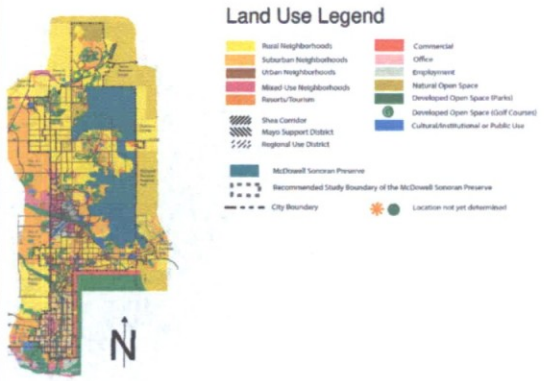 Land Use Legend
Rural Neighborhoods
Suburban Neighborhoods
Urban Neighborhoods
Mixed Use Neighborhoods
Resorts/Tourism
Shea Corridor
Mayo Support District
Regional Use District
McDowell Sonoran Preserve
Recommended Study Boundary of the McDowell Sonoran Preserve
City Boundary
Commercial
Office
Employment
Natural Open Space
Developed Open Space (Parks)
Developed Open Space (Golf Courses)
Cultural/Institutional or Public Use
Location not yet determined
N